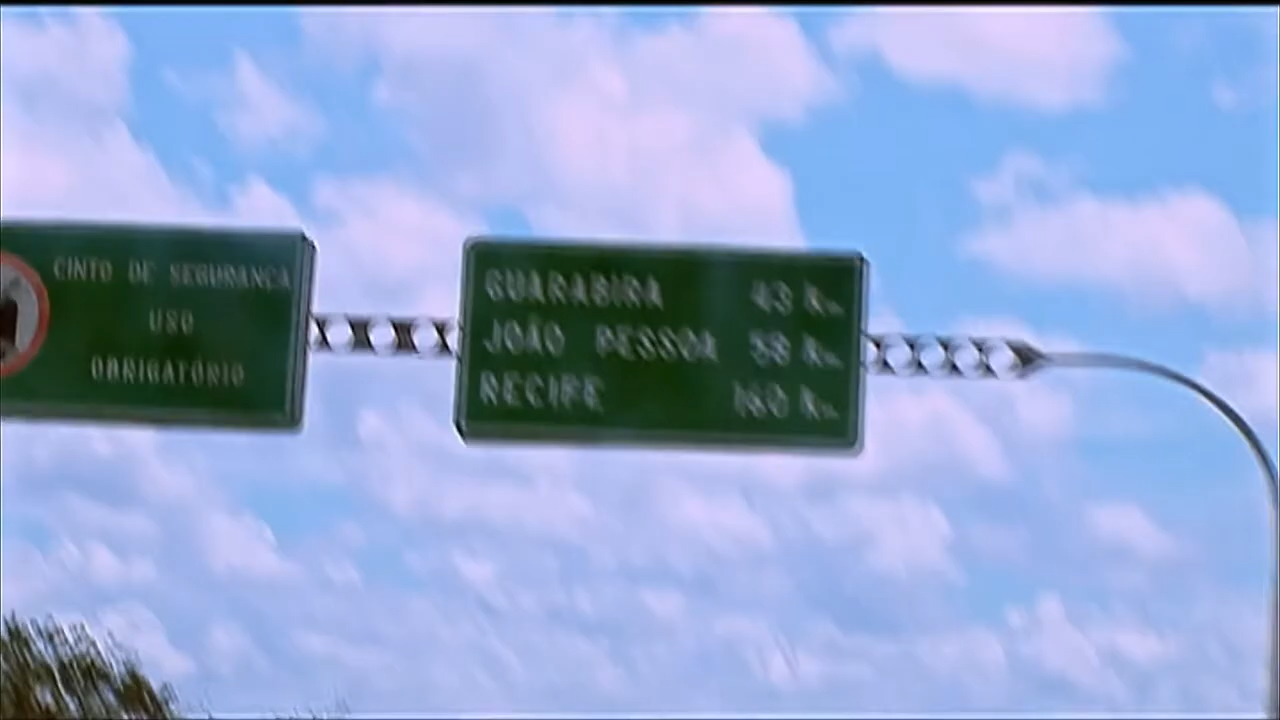 CINTO DE SEGURANÇA
USO
OBRIGATÓRIO
GUARABIRA 43 Km
JOÃO PESSOA 58 Km
RECIFE 160 Km